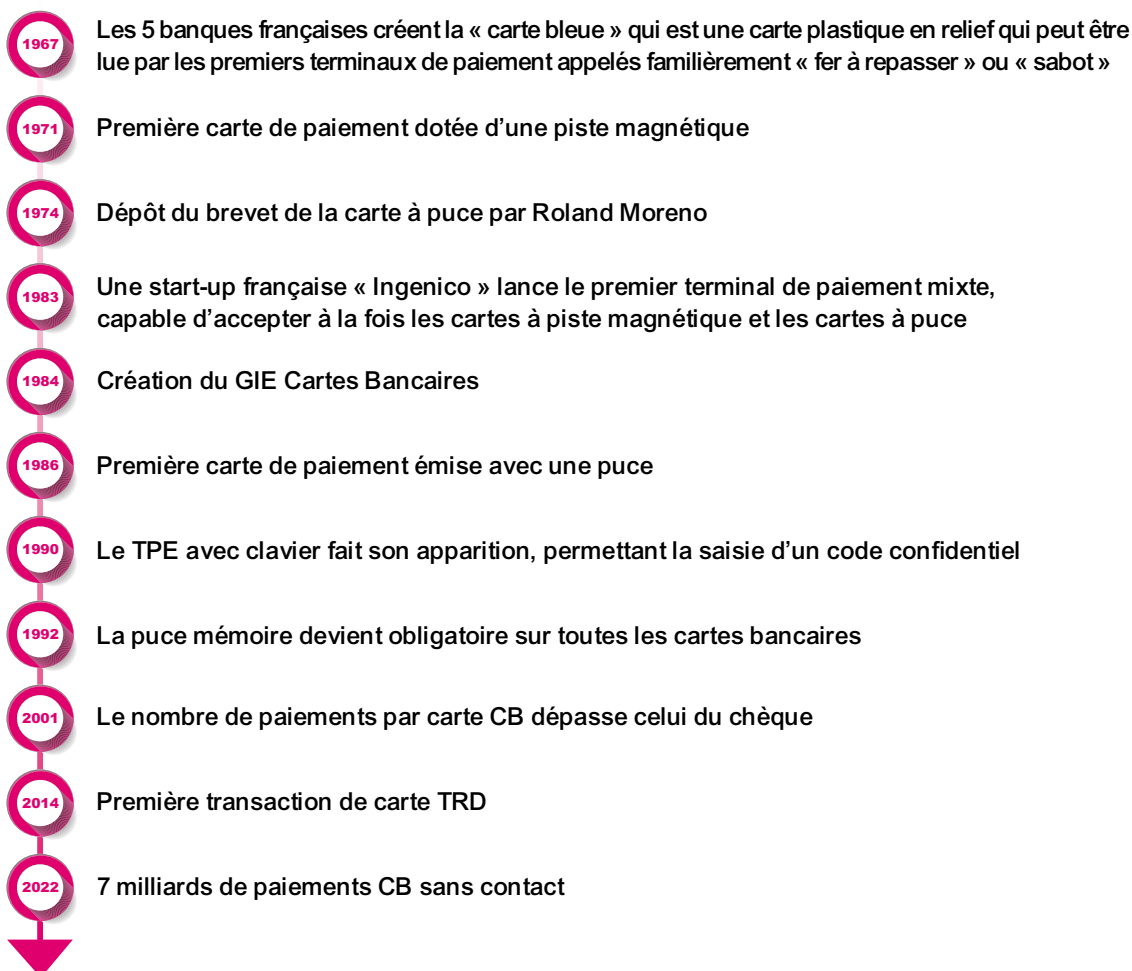 1967
Les 5 banques françaises créent la « carte bleue » qui est une carte plastique en relief qui peut être
lue par les premiers terminaux de paiement appelés familièrement « fer à repasser » ou « sabot »
1971
Première carte de paiement dotée d’une piste magnétique
1974
Dépôt du brevet de la carte à puce par Roland Moreno
1983
Une start-up française « Ingenico » lance le premier terminal de paiement mixte,
capable d’accepter à la fois les cartes à piste magnétique et les cartes à puce
1984
Création du GIE Cartes Bancaires
1986
Première carte de paiement émise avec une puce
1990
Le TPE avec clavier fait son apparition, permettant la saisie d’un code confidentiel
1992
La puce mémoire devient obligatoire sur toutes les cartes bancaires
2001
Le nombre de paiements par carte CB dépasse celui du chèque
2014
Première transaction de carte TRD
2022
7 milliards de paiements CB sans contact